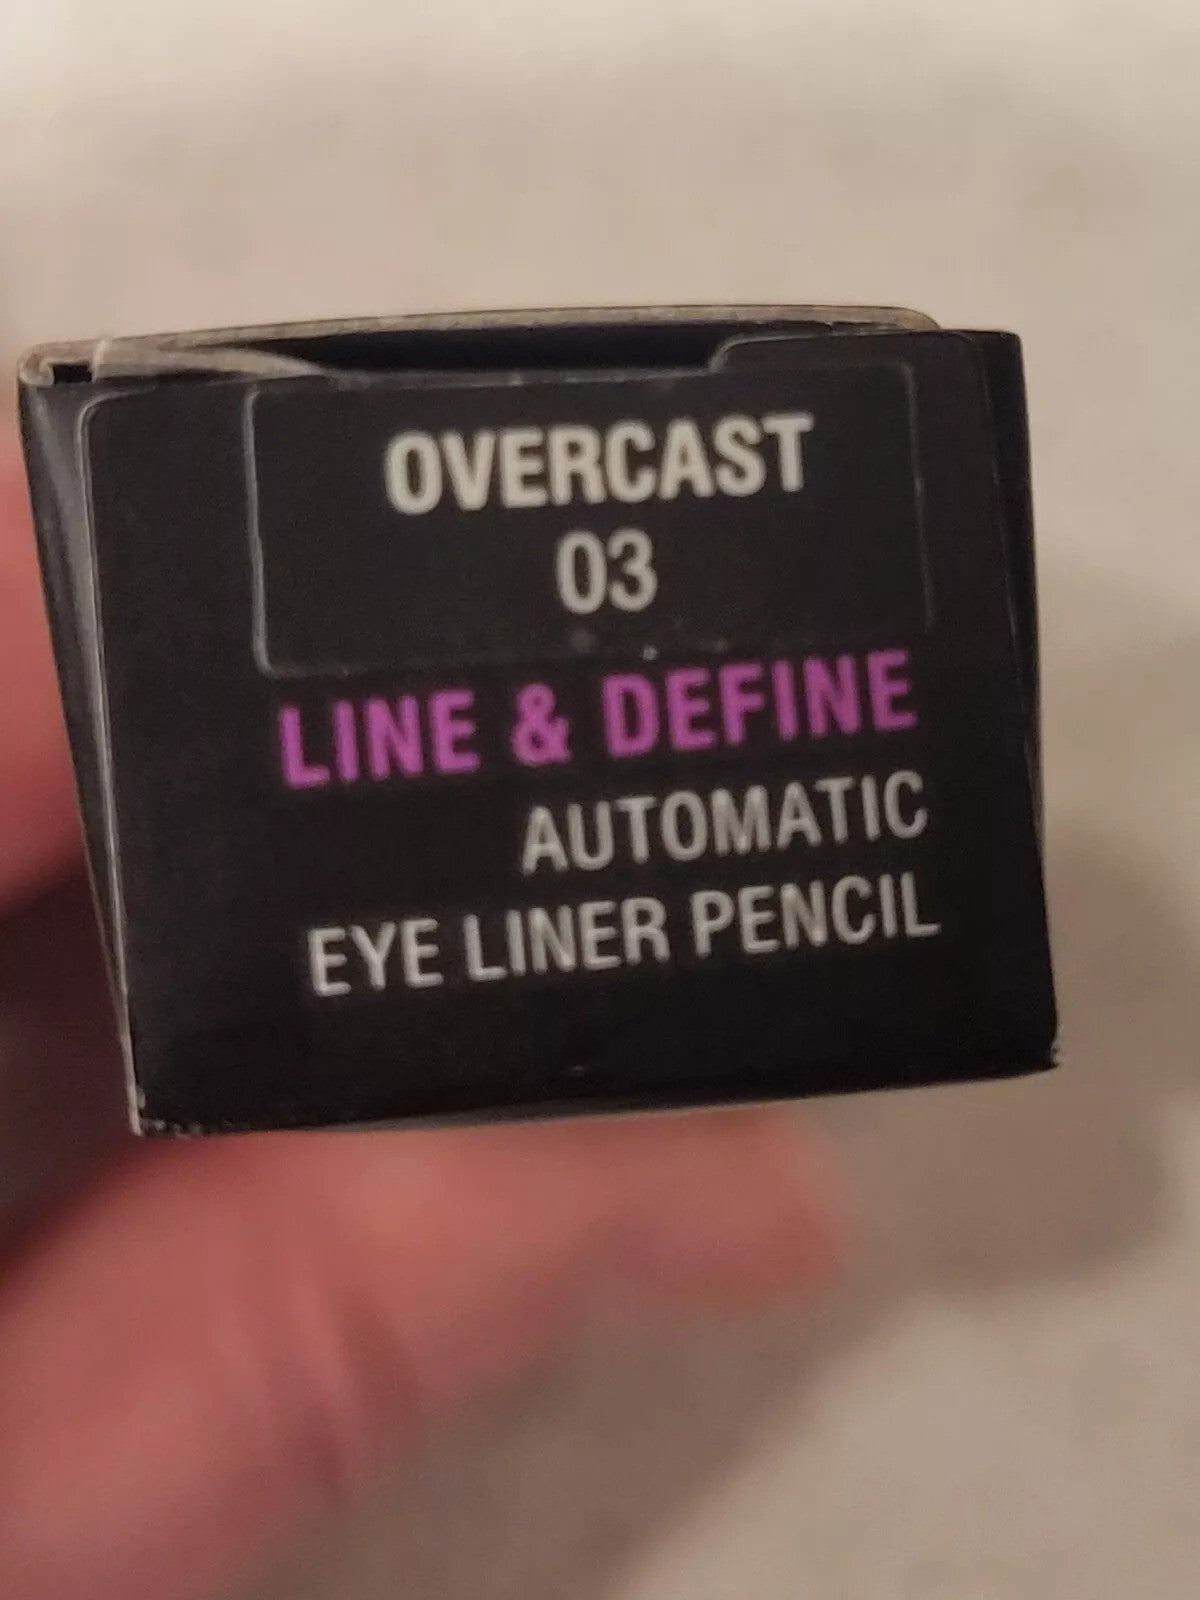 OVERCAST
03
LINE & DEFINE
AUTOMATIC
EYE LINER PENCIL